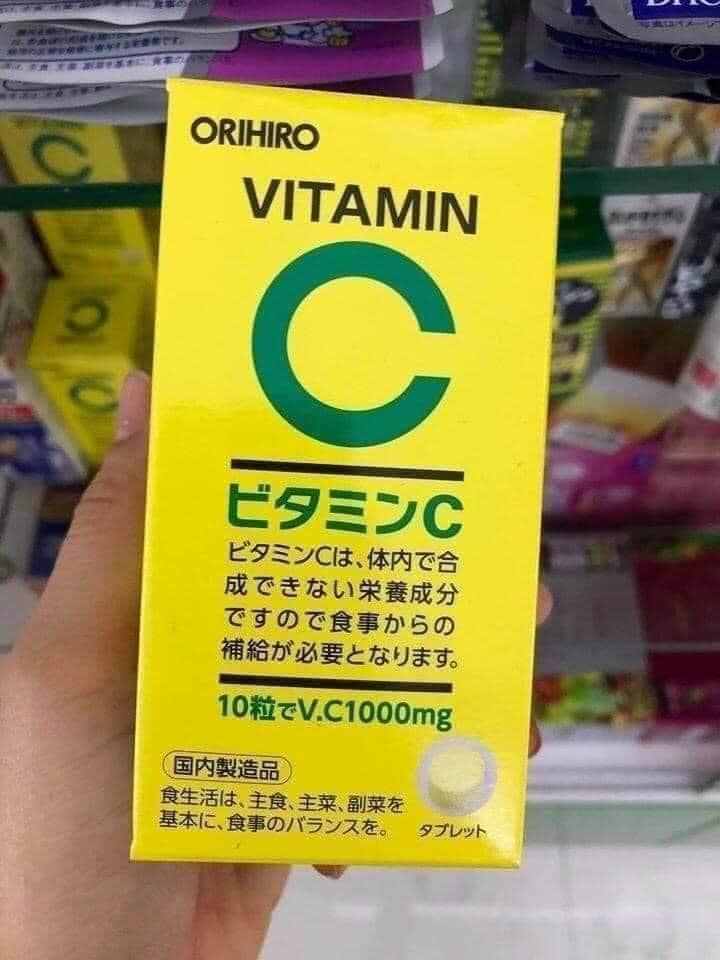 ORIHIRO
VITAMIN
C
ビタミンC
ビタミンCは、体内で合
成できない栄養成分
ですので食事からの
補給が必要となります。
10粒でV.C1000mg
国内製造品
食生活は、主食、主菜、副菜を
基本に、食事のバランスを。
タブレット